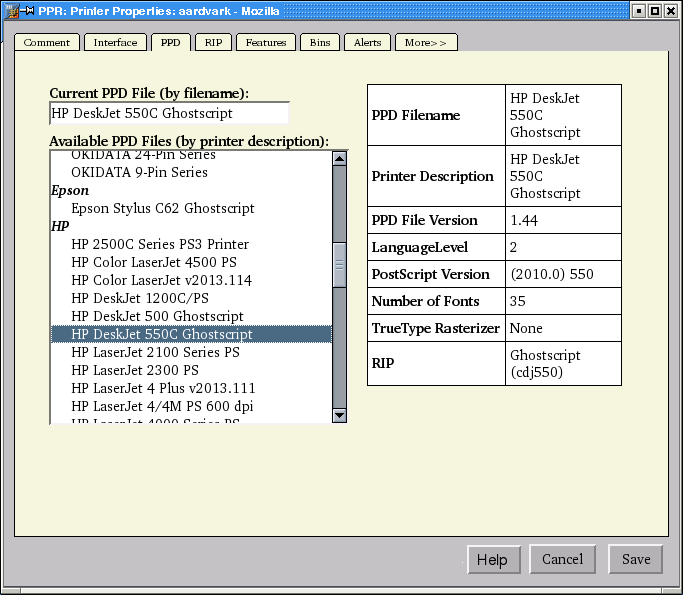 PPR: Printer Properties: aardvark - Mozilla
Comment Interface PPD RIP Features Bins Alerts More>>
Current PPD File (by filename):
HP DeskJet 550C Ghostscript
Available PPD Files (by printer description):
OKIDATA 24-Pin Series
OKIDATA 9-Pin Series
Epson
Epson Stylus C62 Ghostscript
HP
HP 2500C Series PS3 Printer
HP Color LaserJet 4500 PS
HP Color LaserJet v2013.114
HP DeskJet 1200C/PS
HP DeskJet 500 Ghostscript
HP DeskJet 550C Ghostscript
HP LaserJet 2100 Series PS
HP LaserJet 2300 PS
HP LaserJet 4 Plus v2013.111
HP LaserJet 4/4M PS 600 dpi
HP LaserJet 4000 Series PS
PPD Filename
HP DeskJet
550C
Ghostscript
Printer Description
HP DeskJet
550C
Ghostscript
PPD File Version 1.44
LanguageLevel 2
PostScript Version (2010.0) 550
Number of Fonts 35
TrueType Rasterizer None
RIP
Ghostscript
(cdj550)
Help Cancel Save